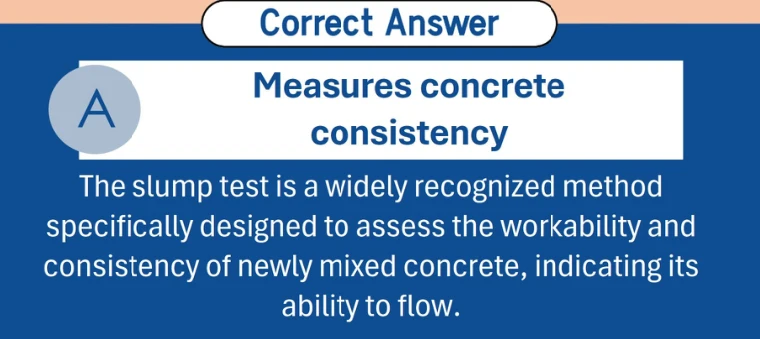 Correct Answer
A
Measures concrete
consistency
The slump test is a widely recognized method
specifically designed to assess the workability and
consistency of newly mixed concrete, indicating its
ability to flow.